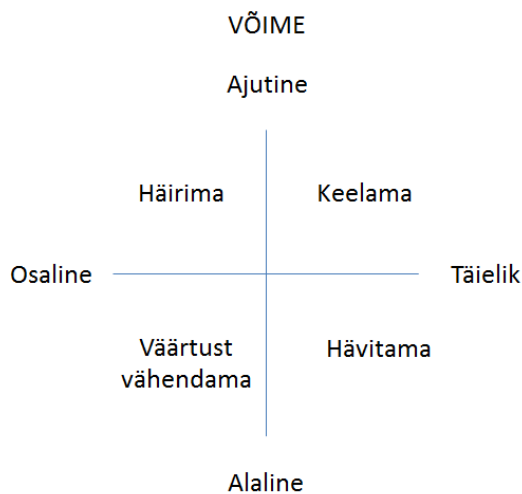 VÕIME
Ajutine
Häirima
Keelama
Osaline
Täielik
Väärtust
vähendama
Hävitama
Alaline